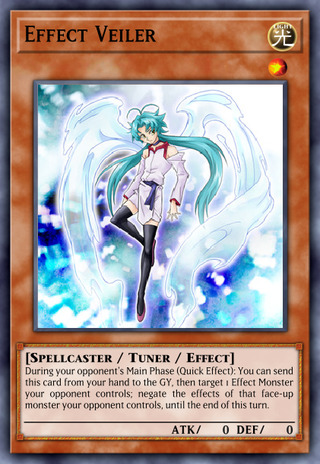 Effect Veiler
LIGHT
光
[Spellcaster / Tuner / Effect]
During your opponent's Main Phase (Quick Effect): You can send
this card from your hand to the GY, then target 1 Effect Monster
your opponent controls; negate the effects of that face-up
monster your opponent controls, until the end of this turn.
ATK/ 0 DEF/ 0